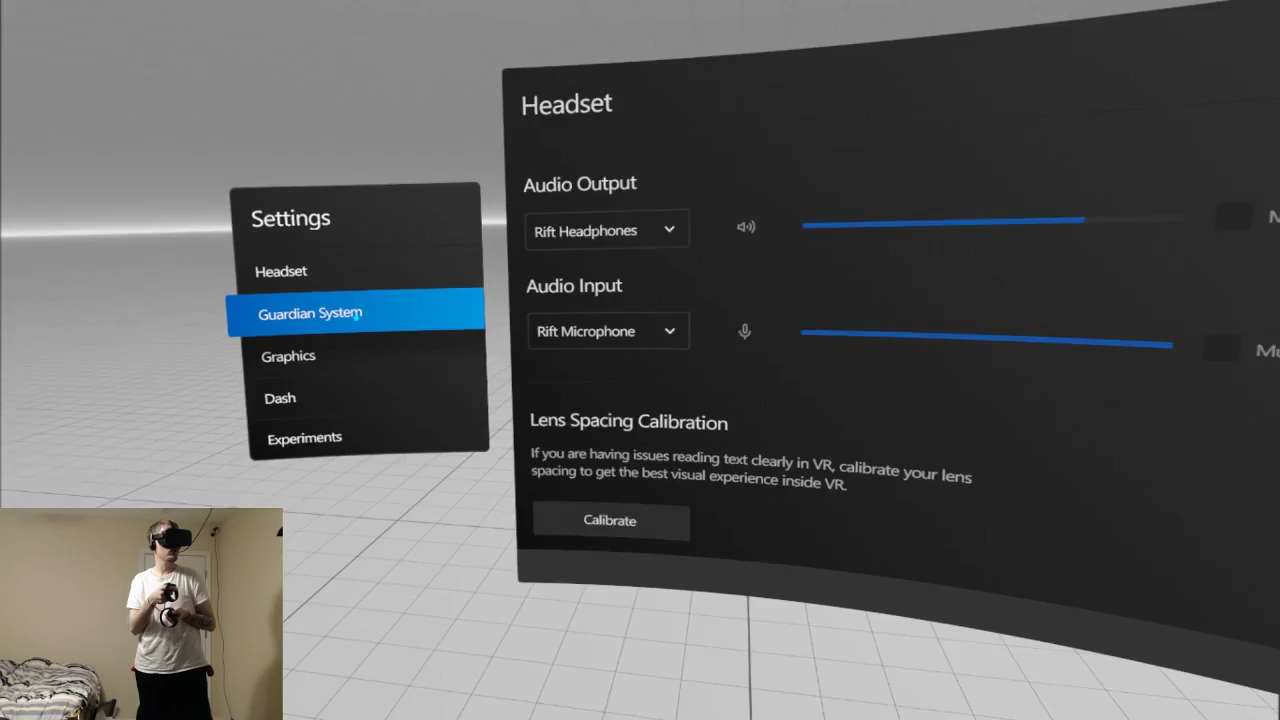 Settings
Headset
Guardian System
Graphics
Dash
Experiments
Headset
Audio Output
Rift Headphones
Audio Input
Rift Microphone
Lens Spacing Calibration
If you are having issues reading text clearly in VR, calibrate your lens
spacing to get the best visual experience inside VR.
Calibrate